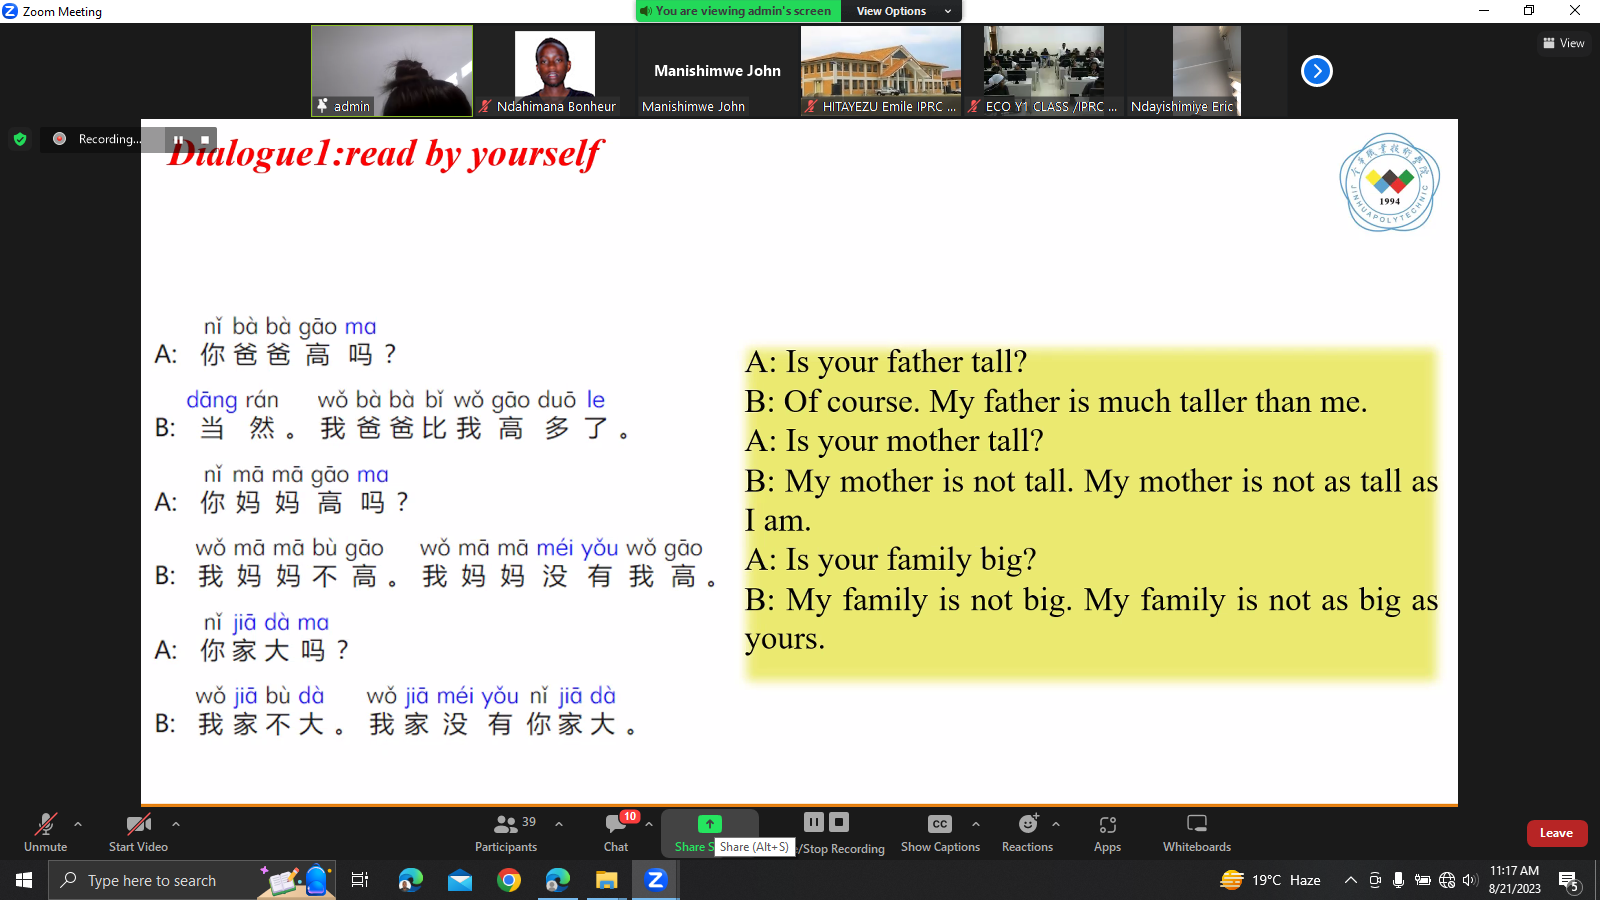 Zoom Meeting
You are viewing admin's screen
View Options
View
admin
Ndahimana Bonheur
Manishimwe John
Manishimwe John
HITAYEZU Emile IPRC ...
ECO Y1 CLASS /IPRC ...
Ndayishimiye Eric
Recording...
Dialogue1:read by yourself
金華職業技術學院
JINHUAPOLYTECHNIC
1994
nǐ bà bà gāo ma
A: 你爸爸高吗？
dāng rán wǒ bà bà bǐ wǒ gāo duō le
B: 当然。我爸爸比我高多了。
nǐ mā mā gāo ma
A: 你妈妈高吗？
wǒ mā mā bù gāo wǒ mā mā méi yǒu wǒ gāo
B: 我妈妈不高。我妈妈没有我高。
nǐ jiā dà ma
A: 你家大吗？
wǒ jiā bù dà wǒ jiā méi yǒu nǐ jiā dà
B: 我家不大。我家没有你家大。
A: Is your father tall?
B: Of course. My father is much taller than me.
A: Is your mother tall?
B: My mother is not tall. My mother is not as tall as
I am.
A: Is your family big?
B: My family is not big. My family is not as big as
yours.
Unmute
Start Video
39
Participants
10
Chat
Share S
Share (Alt+S)
/Stop Recording
CC
Show Captions
Reactions
Apps
Whiteboards
Leave
Type here to search
19°C Haze
11:17 AM
8/21/2023
5